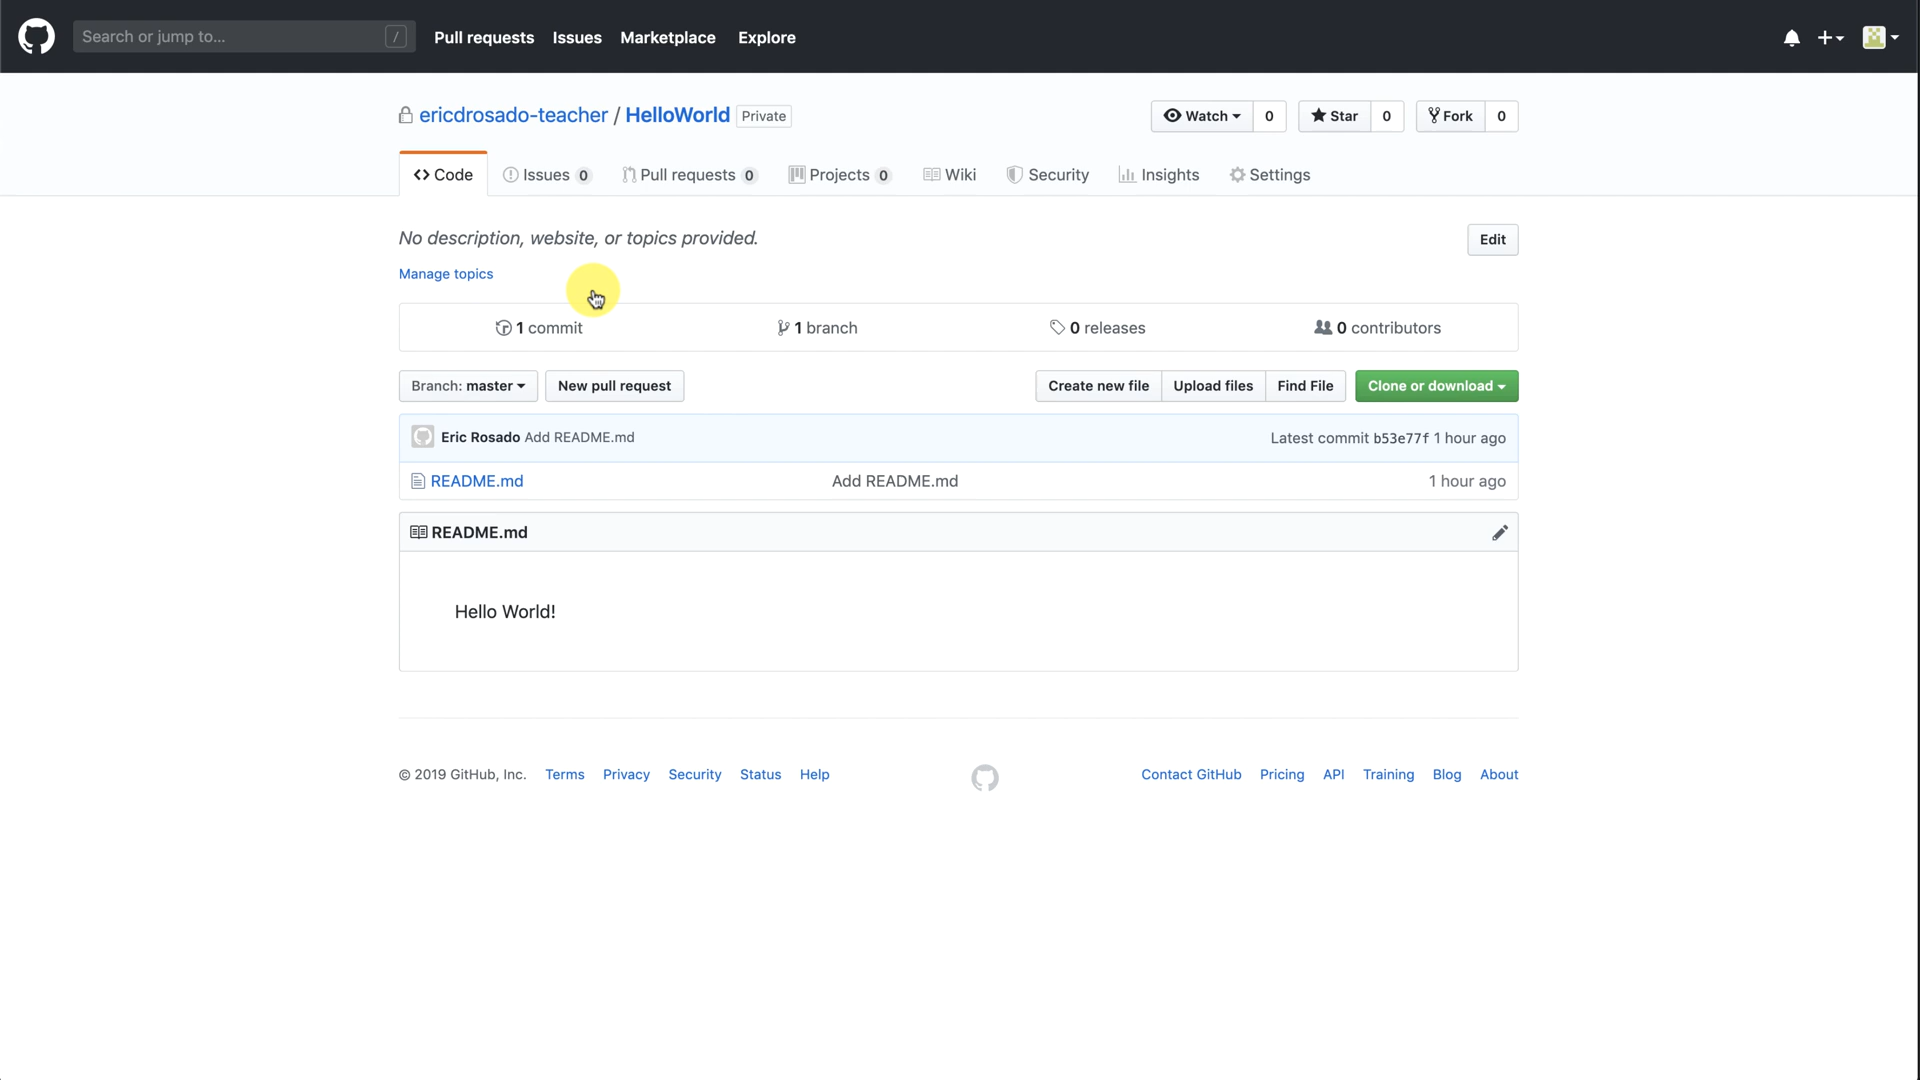 Search or jump to... /
Pull requests Issues Marketplace Explore
ericdrosado-teacher / HelloWorld Private
Watch 0 Star 0 Fork 0
Code Issues 0 Pull requests 0 Projects 0 Wiki Security Insights Settings
No description, website, or topics provided.
Edit
Manage topics
1 commit 1 branch 0 releases 0 contributors
Branch: master New pull request Create new file Upload files Find File Clone or download
Eric Rosado Add README.md Latest commit b53e77f 1 hour ago
README.md Add README.md 1 hour ago
README.md
Hello World!
© 2019 GitHub, Inc. Terms Privacy Security Status Help Contact GitHub Pricing API Training Blog About